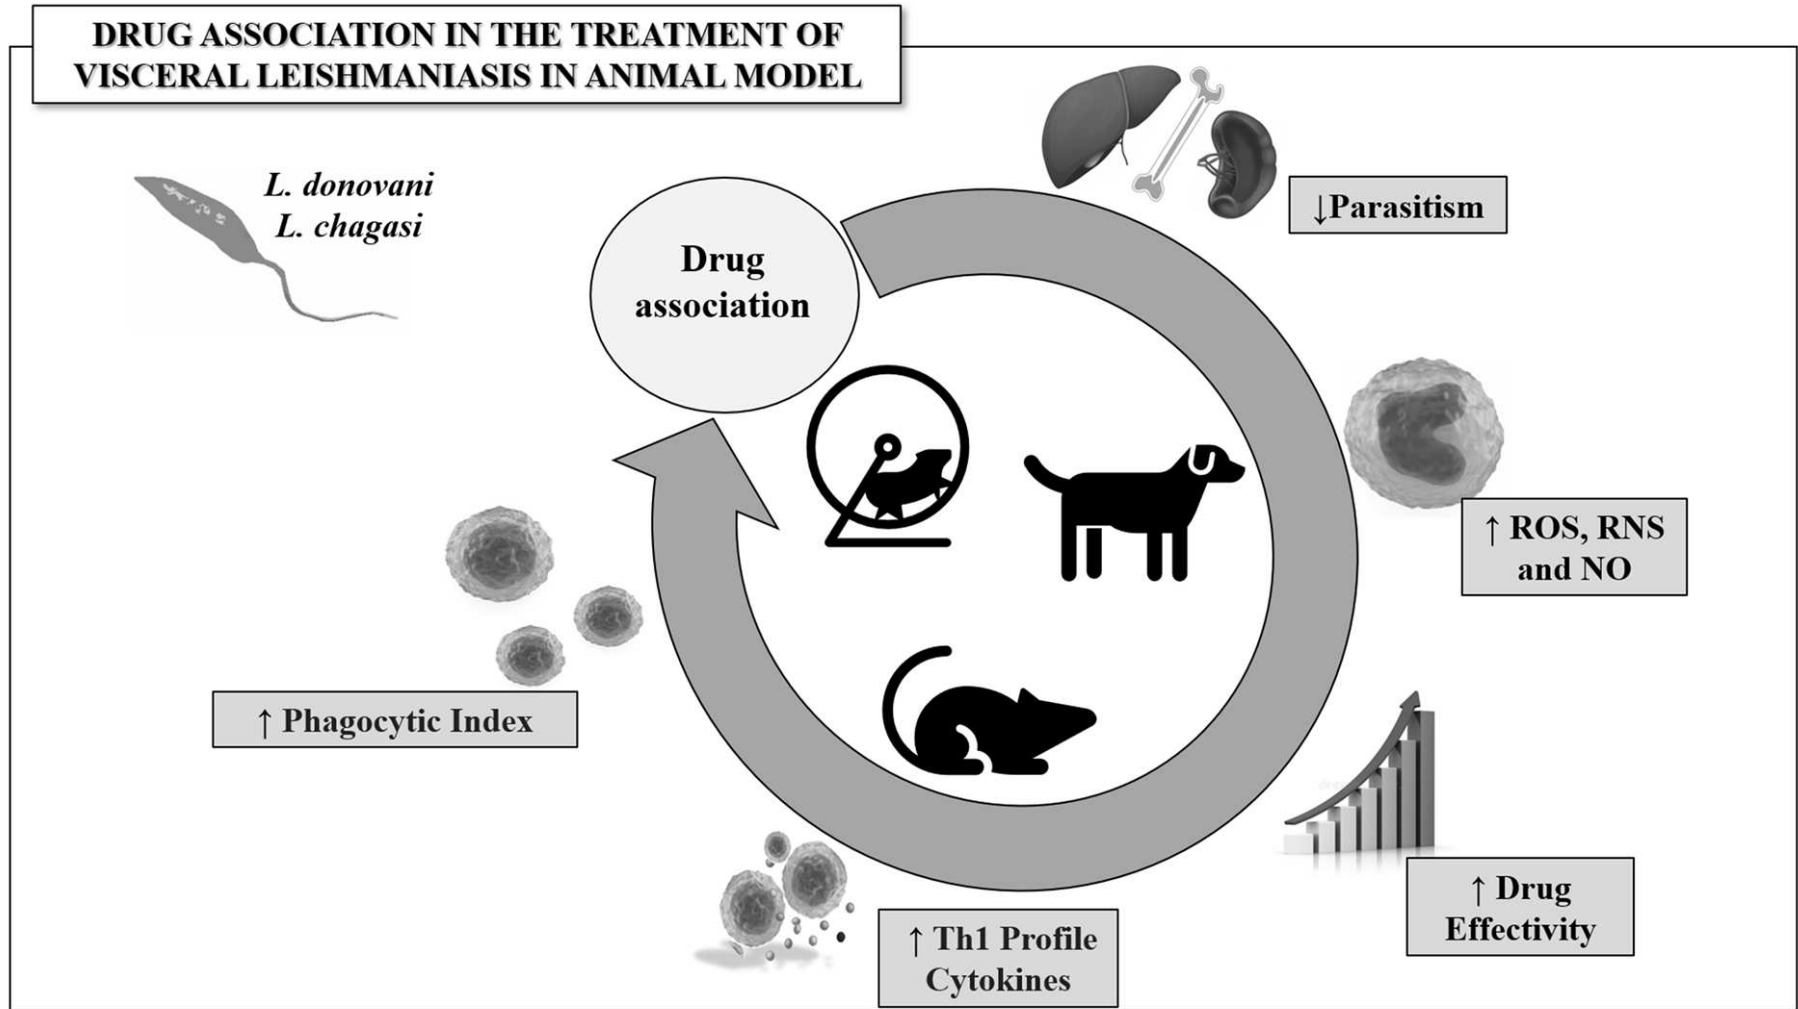 DRUG ASSOCIATION IN THE TREATMENT OF
VISCERAL LEISHMANIASIS IN ANIMAL MODEL
L. donovani
L. chagasi
Drug
association
↓Parasitism
↑ ROS, RNS
and NO
↑ Drug
Effectivity
↑ Th1 Profile
Cytokines
↑ Phagocytic Index